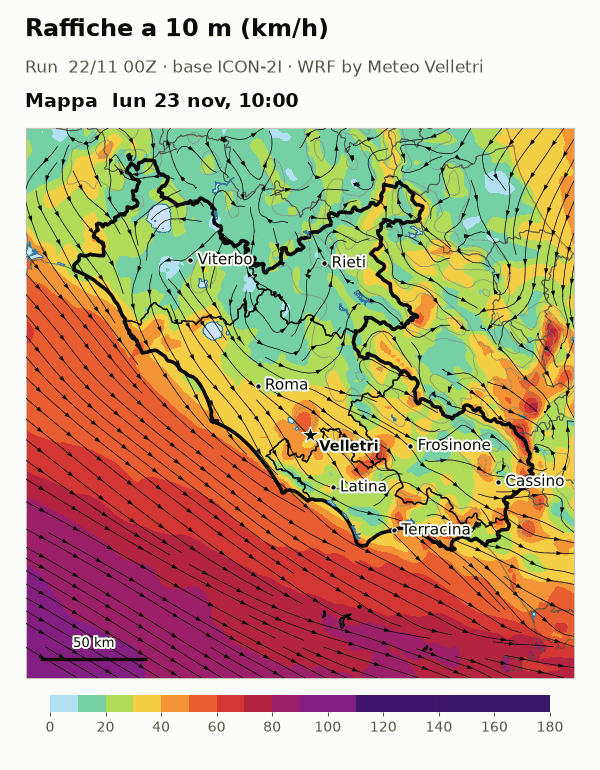 Raffiche a 10 m (km/h)
Run  22/11 00Z · base ICON-2I · WRF by Meteo Velletri
Mappa  lun 23 nov, 10:00
Viterbo
Rieti
Roma
Velletri
Frosinone
Cassino
Latina
Terracina
50 km
0 20 40 60 80 100 120 140 160 180